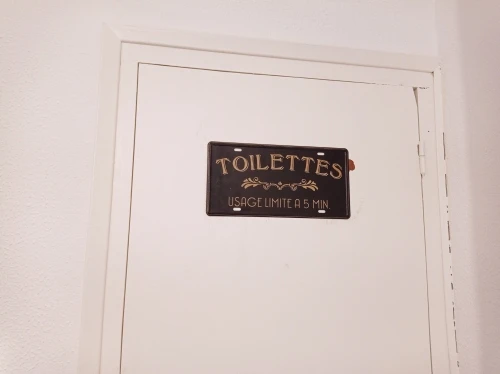 TOILETTES
USAGE LIMITE A 5 MIN.